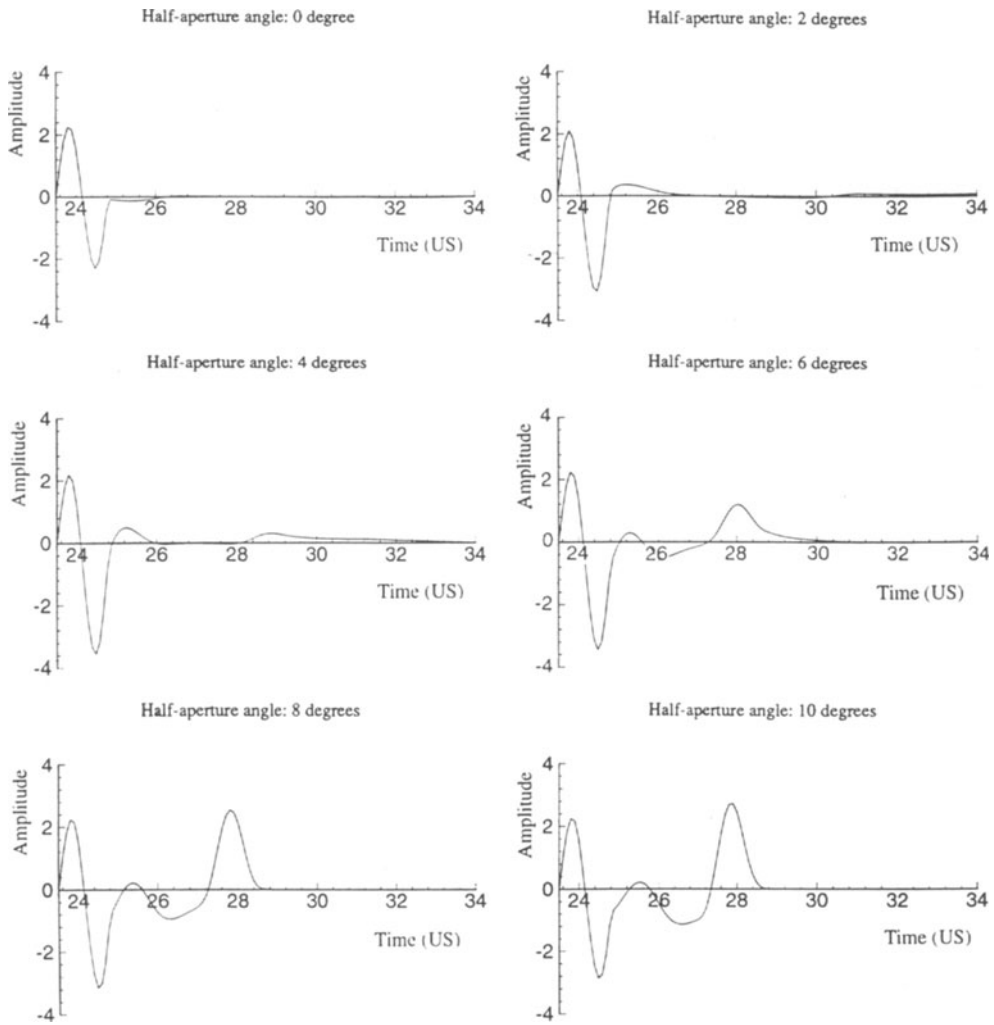 Half-aperture angle: 0 degree
Amplitude
4
2
0
-2
-4
24 26 28 30 32 34
Time (US)
Half-aperture angle: 2 degrees
Amplitude
4
2
0
-2
-4
24 26 28 30 32 34
Time (US)
Half-aperture angle: 4 degrees
Amplitude
4
2
0
-2
-4
24 26 28 30 32 34
Time (US)
Half-aperture angle: 6 degrees
Amplitude
4
2
0
-2
-4
24 26 28 30 32 34
Time (US)
Half-aperture angle: 8 degrees
Amplitude
4
2
0
-2
-4
24 26 28 30 32 34
Time (US)
Half-aperture angle: 10 degrees
Amplitude
4
2
0
-2
-4
24 26 28 30 32 34
Time (US)